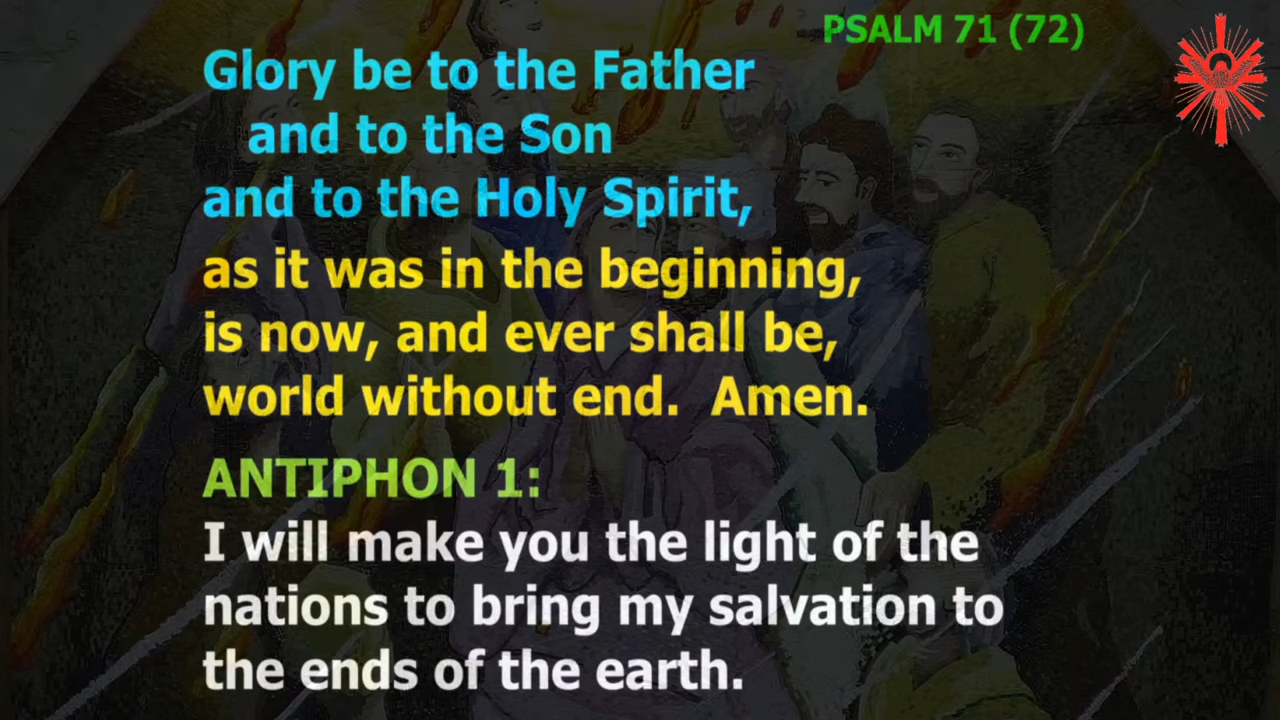 PSALM 71 (72)
Glory be to the Father
and to the Son
and to the Holy Spirit,
as it was in the beginning,
is now, and ever shall be,
world without end. Amen.
ANTIPHON 1:
I will make you the light of the
nations to bring my salvation to
the ends of the earth.